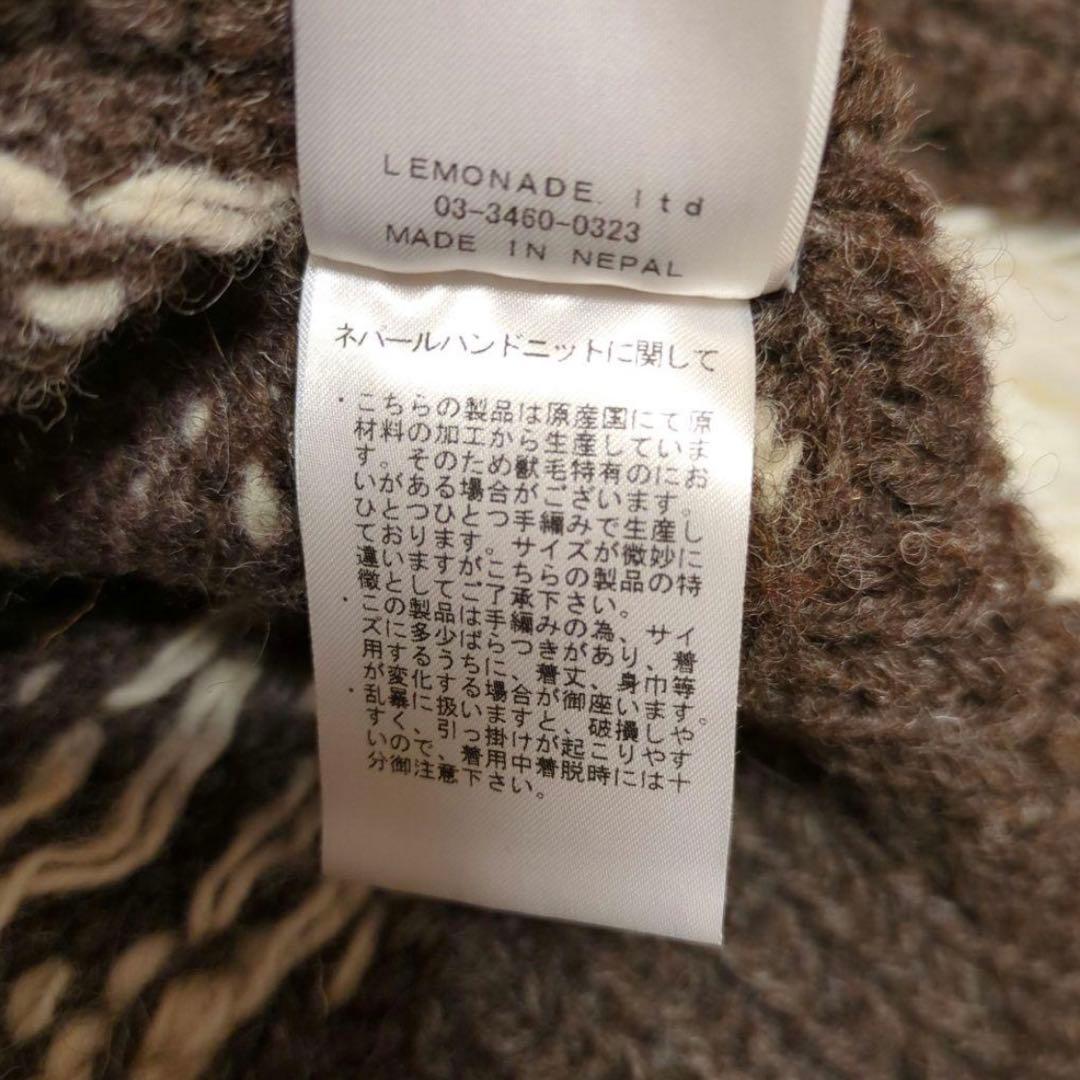 LEMONADE. ltd
03-3460-0323
MADE IN NEPAL
ネパールハンドニットに関して
・こちらの製品は原産国にて原
材料の加工から生産していま
す。そのため獣毛特有のにお
いがある場合がございます。
ひとつひとつ手編みで生産し
ております。サイズが微妙に
違いますがこちらの製品の特
徴としてご了承下さい。
・この製品は手編みの為、サイ
ズに多少ばらつきがあり、着
用するうちに、着丈、身巾等
が変化する場合が御座います。
・乱暴に扱いますと、破損しや
すく、引っ掛けが起こりやす
いので、着用中着脱時には十
分御注意下さい。